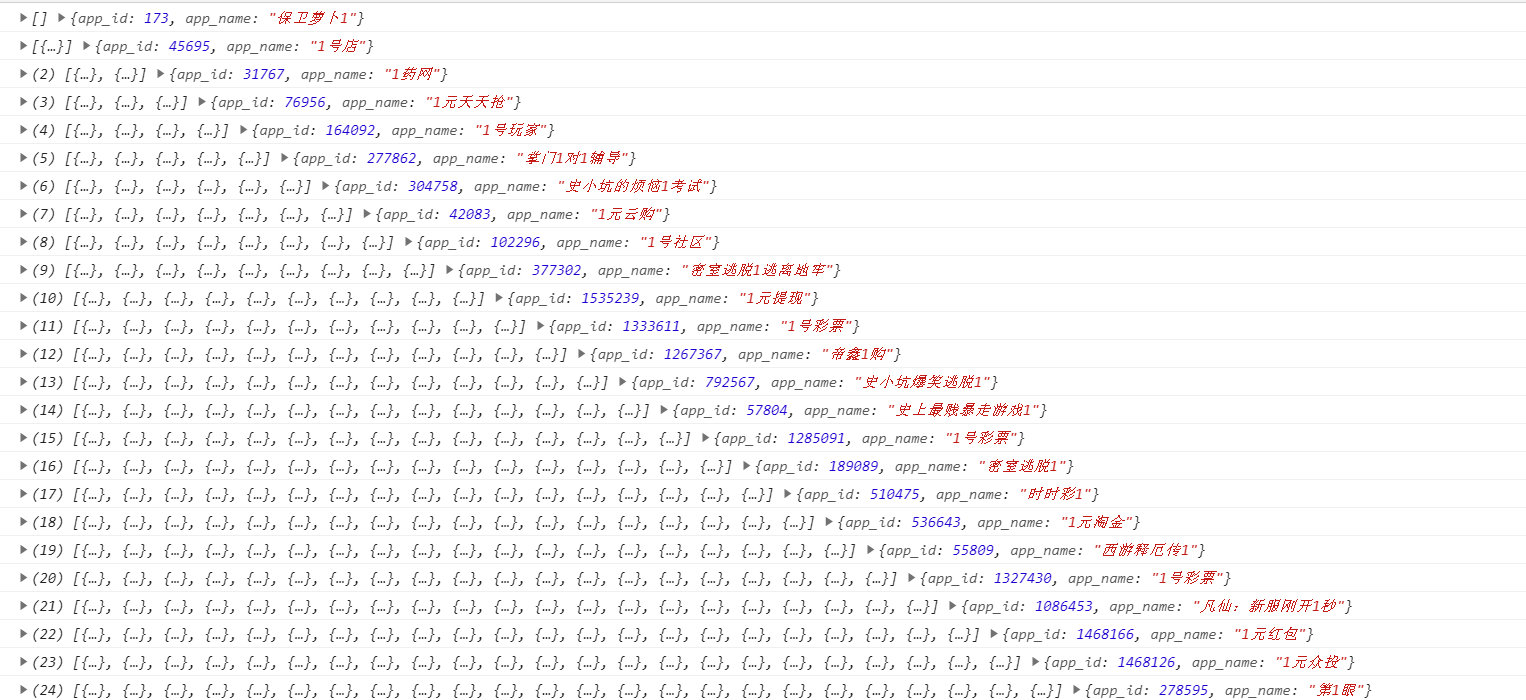 [] {app_id: 173, app_name: "保卫萝卜1"}
[{…}] {app_id: 45695, app_name: "1号店"}
(2) [{…}, {…}] {app_id: 31767, app_name: "1药网"}
(3) [{…}, {…}, {…}] {app_id: 76956, app_name: "1元天天抢"}
(4) [{…}, {…}, {…}, {…}] {app_id: 164092, app_name: "1号玩家"}
(5) [{…}, {…}, {…}, {…}, {…}] {app_id: 277862, app_name: "掌门1对1辅导"}
(6) [{…}, {…}, {…}, {…}, {…}, {…}] {app_id: 304758, app_name: "史小坑的烦恼1考试"}
(7) [{…}, {…}, {…}, {…}, {…}, {…}, {…}] {app_id: 42083, app_name: "1元云购"}
(8) [{…}, {…}, {…}, {…}, {…}, {…}, {…}, {…}] {app_id: 102296, app_name: "1号社区"}
(9) [{…}, {…}, {…}, {…}, {…}, {…}, {…}, {…}, {…}] {app_id: 377302, app_name: "密室逃脱1逃离地牢"}
(10) [{…}, {…}, {…}, {…}, {…}, {…}, {…}, {…}, {…}, {…}] {app_id: 1535239, app_name: "1元提现"}
(11) [{…}, {…}, {…}, {…}, {…}, {…}, {…}, {…}, {…}, {…}, {…}] {app_id: 1333611, app_name: "1号彩票"}
(12) [{…}, {…}, {…}, {…}, {…}, {…}, {…}, {…}, {…}, {…}, {…}, {…}] {app_id: 1267367, app_name: "帝鑫1购"}
(13) [{…}, {…}, {…}, {…}, {…}, {…}, {…}, {…}, {…}, {…}, {…}, {…}, {…}] {app_id: 792567, app_name: "史小坑爆笑逃脱1"}
(14) [{…}, {…}, {…}, {…}, {…}, {…}, {…}, {…}, {…}, {…}, {…}, {…}, {…}, {…}] {app_id: 57804, app_name: "史上最贱暴走游戏1"}
(15) [{…}, {…}, {…}, {…}, {…}, {…}, {…}, {…}, {…}, {…}, {…}, {…}, {…}, {…}, {…}] {app_id: 1285091, app_name: "1号彩票"}
(16) [{…}, {…}, {…}, {…}, {…}, {…}, {…}, {…}, {…}, {…}, {…}, {…}, {…}, {…}, {…}, {…}] {app_id: 189089, app_name: "密室逃脱1"}
(17) [{…}, {…}, {…}, {…}, {…}, {…}, {…}, {…}, {…}, {…}, {…}, {…}, {…}, {…}, {…}, {…}, {…}] {app_id: 510475, app_name: "时时彩1"}
(18) [{…}, {…}, {…}, {…}, {…}, {…}, {…}, {…}, {…}, {…}, {…}, {…}, {…}, {…}, {…}, {…}, {…}, {…}] {app_id: 536643, app_name: "1元淘金"}
(19) [{…}, {…}, {…}, {…}, {…}, {…}, {…}, {…}, {…}, {…}, {…}, {…}, {…}, {…}, {…}, {…}, {…}, {…}, {…}] {app_id: 55809, app_name: "西游释厄传1"}
(20) [{…}, {…}, {…}, {…}, {…}, {…}, {…}, {…}, {…}, {…}, {…}, {…}, {…}, {…}, {…}, {…}, {…}, {…}, {…}, {…}] {app_id: 1327430, app_name: "1号彩票"}
(21) [{…}, {…}, {…}, {…}, {…}, {…}, {…}, {…}, {…}, {…}, {…}, {…}, {…}, {…}, {…}, {…}, {…}, {…}, {…}, {…}, {…}] {app_id: 1086453, app_name: "凡仙：新服刚开1秒"}
(22) [{…}, {…}, {…}, {…}, {…}, {…}, {…}, {…}, {…}, {…}, {…}, {…}, {…}, {…}, {…}, {…}, {…}, {…}, {…}, {…}, {…}, {…}] {app_id: 1468166, app_name: "1元红包"}
(23) [{…}, {…}, {…}, {…}, {…}, {…}, {…}, {…}, {…}, {…}, {…}, {…}, {…}, {…}, {…}, {…}, {…}, {…}, {…}, {…}, {…}, {…}, {…}] {app_id: 1468126, app_name: "1元众投"}
(24) [{…}, {…}, {…}, {…}, {…}, {…}, {…}, {…}, {…}, {…}, {…}, {…}, {…}, {…}, {…}, {…}, {…}, {…}, {…}, {…}, {…}, {…}, {…}, {…}] {app_id: 278595, app_name: "第1眼"}